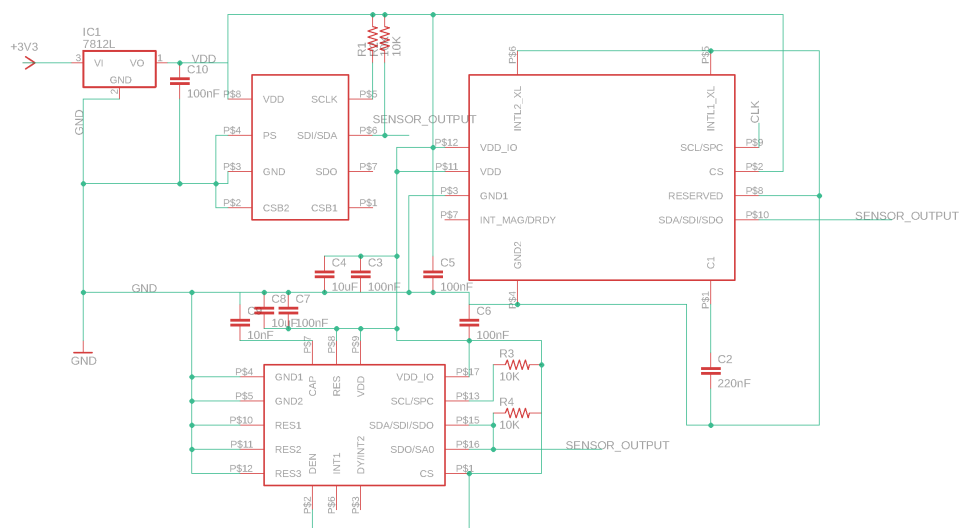 IC1
7812L
+3V3
3
VI
VO
1
VDD
GND
2
C10
100nF
GND
R1
10K
P$8
VDD
SCLK
P$5
SENSOR_OUTPUT
P$4
PS
SDI/SDA
P$6
P$3
GND
SDO
P$7
P$2
CSB2
CSB1
P$1
P$6
P$5
INTL2_XL
INTL1_XL
CLK
P$12
VDD_IO
SCL/SPC
P$9
P$11
VDD
CS
P$2
P$3
GND1
RESERVED
P$8
P$7
INT_MAG/DRDY
SDA/SDI/SDO
P$10
SENSOR_OUTPUT
GND2
C1
P$4
P$1
C4
10uF
C3
100nF
C5
100nF
GND
C8
10uF
C7
100nF
10nF
C6
100nF
GND
C2
220nF
P$7
P$8
P$9
R3
10K
R4
10K
P$4
GND1
CAP
RES
VDD
VDD_IO
P$17
P$5
GND2
SCL/SPC
P$13
P$10
RES1
SDA/SDI/SDO
P$15
P$11
RES2
SDO/SA0
P$16
SENSOR_OUTPUT
P$12
RES3
DEN
INT1
DY/INT2
CS
P$1
P$2
P$6
P$3